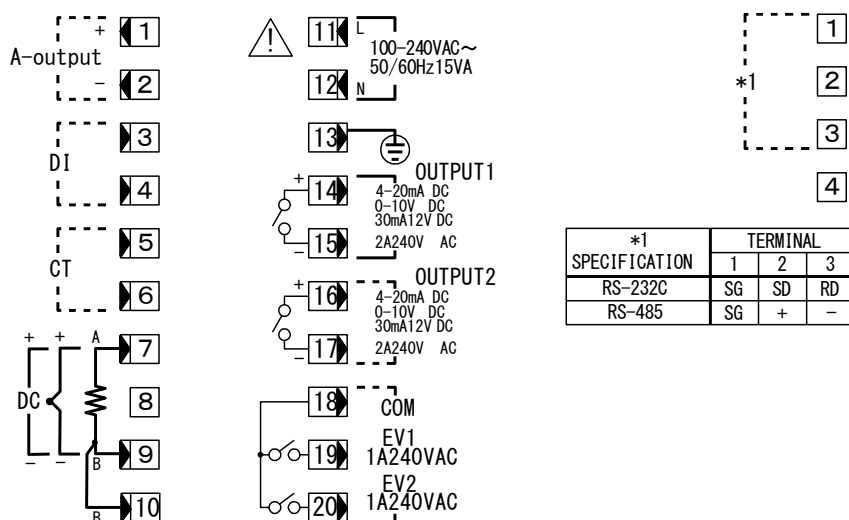 A-output
+
1
-
2
DI
3
4
CT
5
6
+
+
A
7
DC
8
-
-
B
9
B
10
!
11
L
100-240VAC~
50/60Hz15VA
12
N
13
OUTPUT1
+
14
4-20mA DC
0-10V DC
30mA12V DC
-
15
2A240V AC
OUTPUT2
+
16
4-20mA DC
0-10V DC
30mA12V DC
-
17
2A240V AC
18
COM
19
EV1
1A240VAC
20
EV2
1A240VAC
*1
1
2
3
4
*1 TERMINAL
SPECIFICATION 1 2 3
RS-232C SG SD RD
RS-485 SG + -